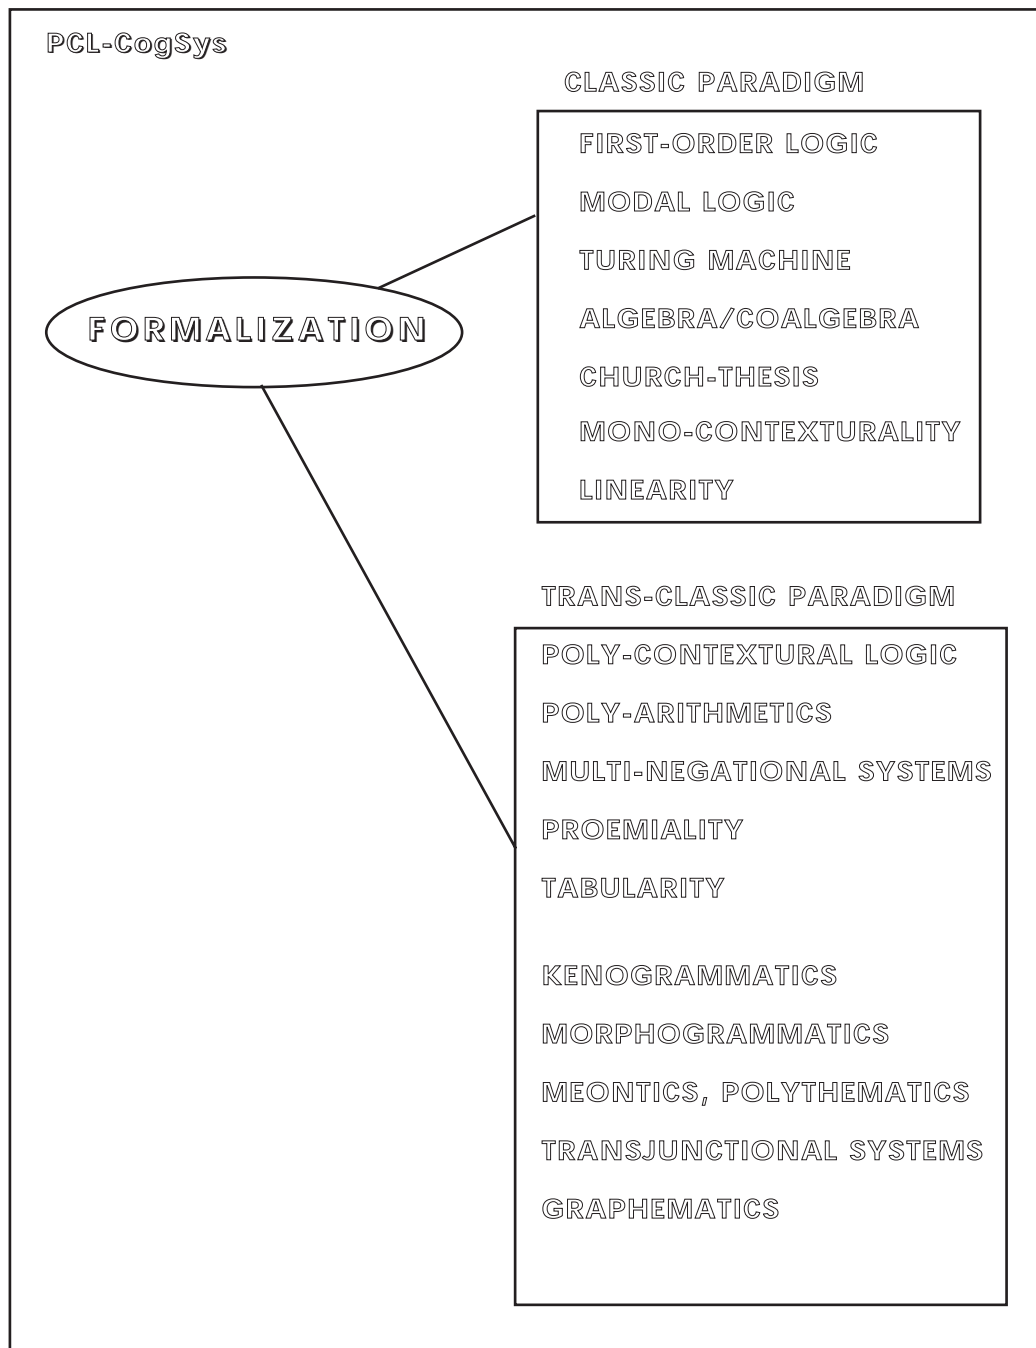 PCL-CogSys
CLASSIC PARADIGM
FIRST-ORDER LOGIC
MODAL LOGIC
TURING MACHINE
ALGEBRA/COALGEBRA
CHURCH-THESIS
MONO-CONTEXTURALITY
LINEARITY
FORMALIZATION
TRANS-CLASSIC PARADIGM
POLY-CONTEXTURAL LOGIC
POLY-ARITHMETICS
MULTI-NEGATIONAL SYSTEMS
PROEMIALITY
TABULARITY
KENOGRAMMATICS
MORPHOGRAMMATICS
MEONTICS, POLYTHEMATICS
TRANSJUNCTIONAL SYSTEMS
GRAPHEMATICS